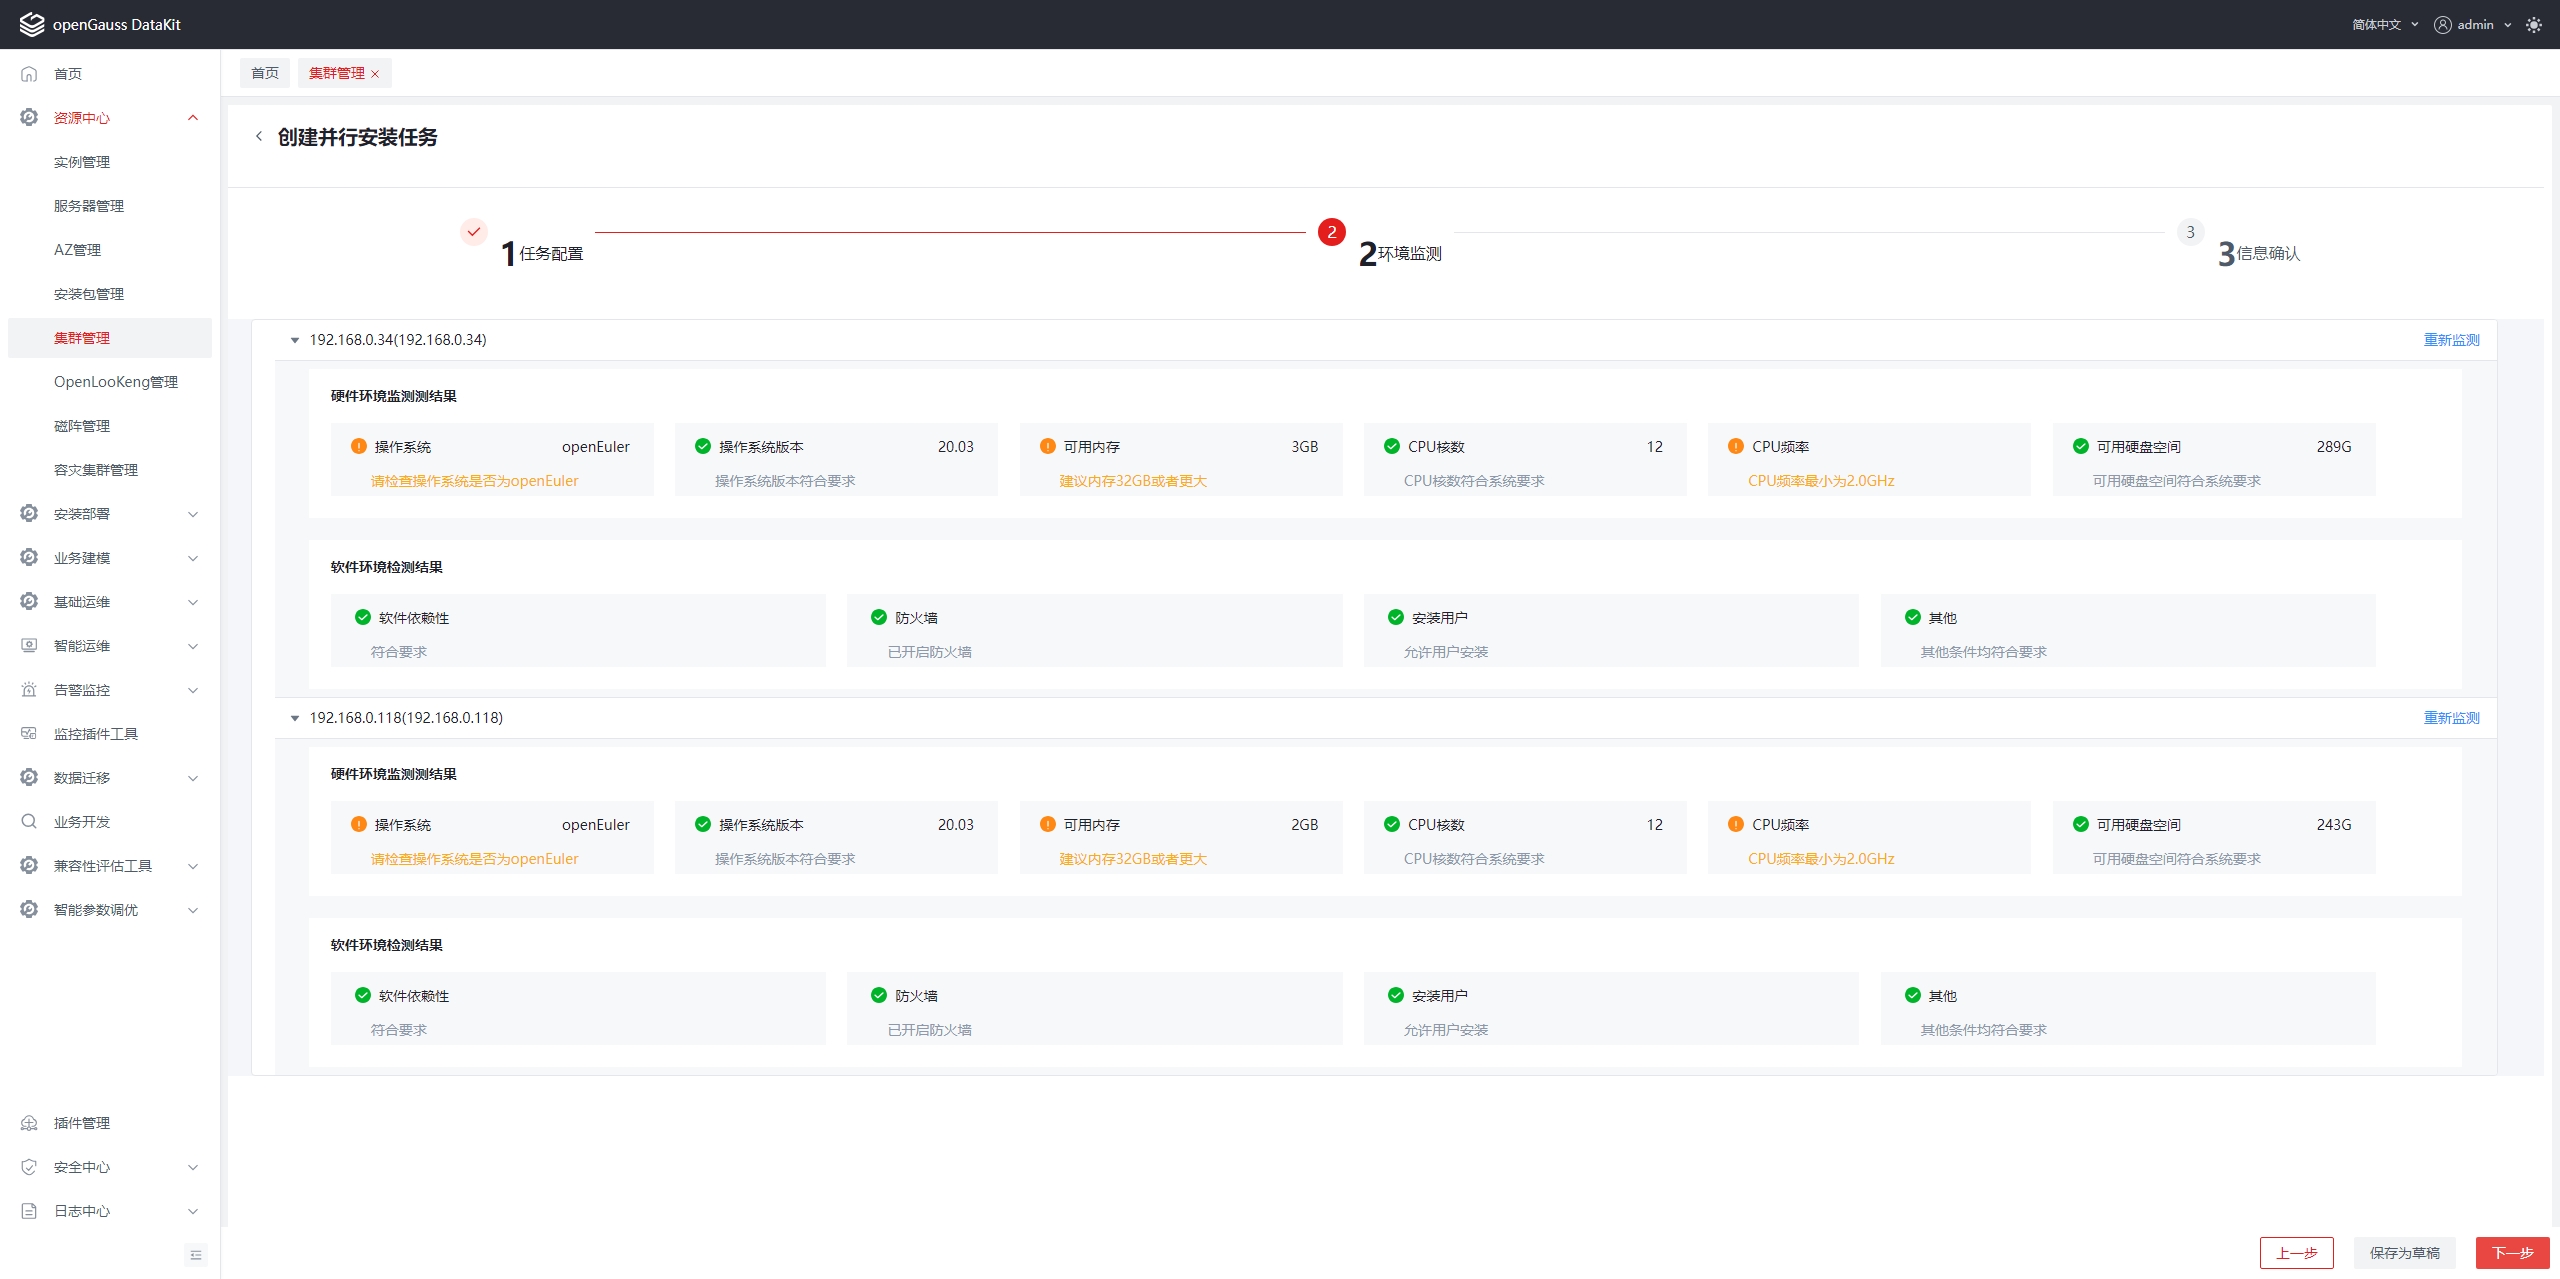 openGauss DataKit
简体中文
admin
首页
资源中心
实例管理
服务器管理
AZ管理
安装包管理
集群管理
OpenLooKeng管理
磁阵管理
容灾集群管理
安装部署
业务建模
基础运维
智能运维
告警监控
监控插件工具
数据迁移
业务开发
兼容性评估工具
智能参数调优
插件管理
安全中心
日志中心
首页
集群管理
创建并行安装任务
1任务配置
2
2环境监测
3
3信息确认
192.168.0.34(192.168.0.34)
重新监测
硬件环境监测测结果
操作系统 openEuler
请检查操作系统是否为openEuler
操作系统版本 20.03
操作系统版本符合要求
可用内存 3GB
建议内存32GB或者更大
CPU核数 12
CPU核数符合系统要求
CPU频率
CPU频率最小为2.0GHz
可用硬盘空间 289G
可用硬盘空间符合系统要求
软件环境检测结果
软件依赖性
符合要求
防火墙
已开启防火墙
安装用户
允许用户安装
其他
其他条件均符合要求
192.168.0.118(192.168.0.118)
重新监测
硬件环境监测测结果
操作系统 openEuler
请检查操作系统是否为openEuler
操作系统版本 20.03
操作系统版本符合要求
可用内存 2GB
建议内存32GB或者更大
CPU核数 12
CPU核数符合系统要求
CPU频率
CPU频率最小为2.0GHz
可用硬盘空间 243G
可用硬盘空间符合系统要求
软件环境检测结果
软件依赖性
符合要求
防火墙
已开启防火墙
安装用户
允许用户安装
其他
其他条件均符合要求
上一步
保存为草稿
下一步